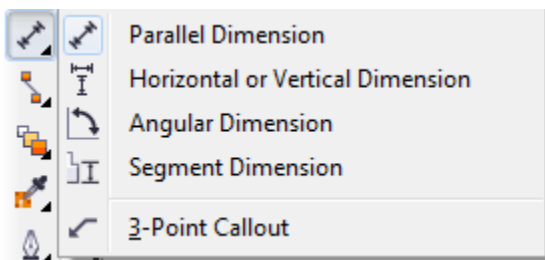 Parallel Dimension
Horizontal or Vertical Dimension
Angular Dimension
Segment Dimension
3-Point Callout